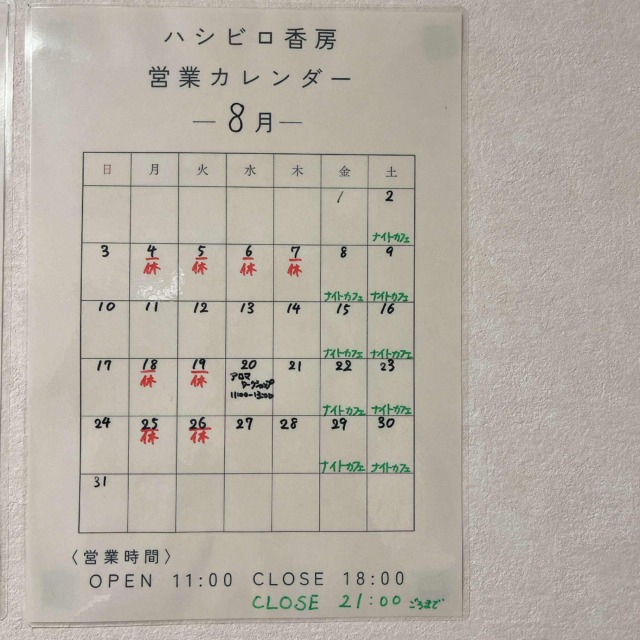 ハシビロ香房
営業カレンダー
—8月—
日 月 火 水 木 金 土
1 2
ナイトカフェ
3 4 5 6 7 8 9
休 休 休 休
ナイトカフェ ナイトカフェ
10 11 12 13 14 15 16
ナイトカフェ ナイトカフェ
17 18 19 20 21 22 23
休 休 アロマ
ワークショップ
11:00~13:00
ナイトカフェ ナイトカフェ
24 25 26 27 28 29 30
休 休
ナイトカフェ ナイトカフェ
31
〈営業時間〉
OPEN 11:00 CLOSE 18:00
CLOSE 21:00 ごろまで